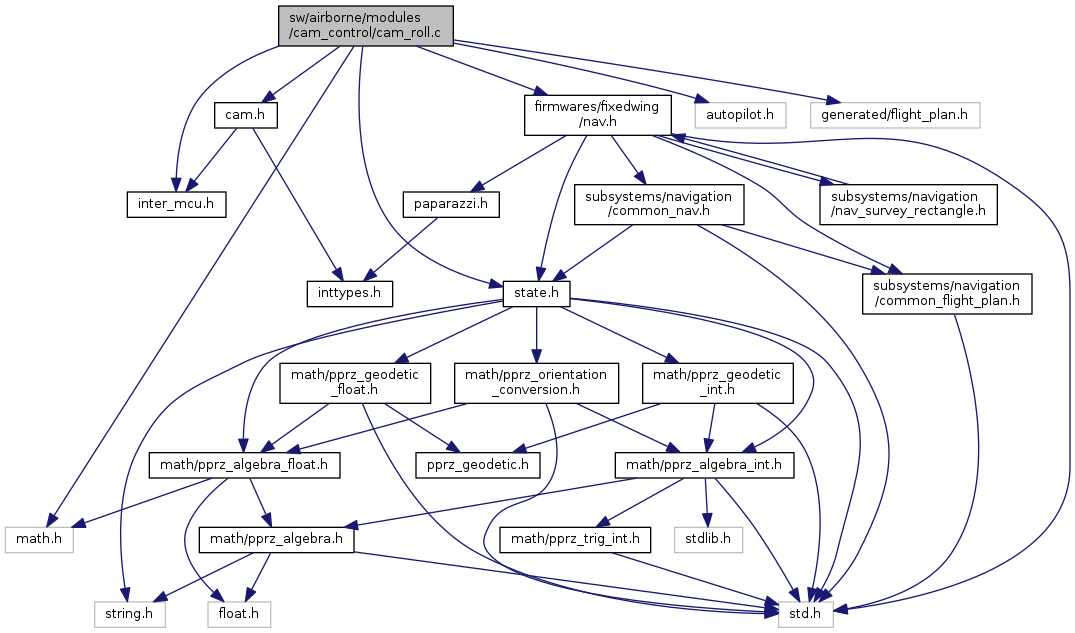 sw/airborne/modules
/cam_control/cam_roll.c
cam.h
firmwares/fixedwing
/nav.h
autopilot.h
generated/flight_plan.h
inter_mcu.h
paparazzi.h
subsystems/navigation
/common_nav.h
subsystems/navigation
/nav_survey_rectangle.h
inttypes.h
state.h
subsystems/navigation
/common_flight_plan.h
math/pprz_geodetic
_float.h
math/pprz_orientation
_conversion.h
math/pprz_geodetic
_int.h
math/pprz_algebra_float.h
pprz_geodetic.h
math/pprz_algebra_int.h
math.h
math/pprz_algebra.h
math/pprz_trig_int.h
stdlib.h
string.h
float.h
std.h